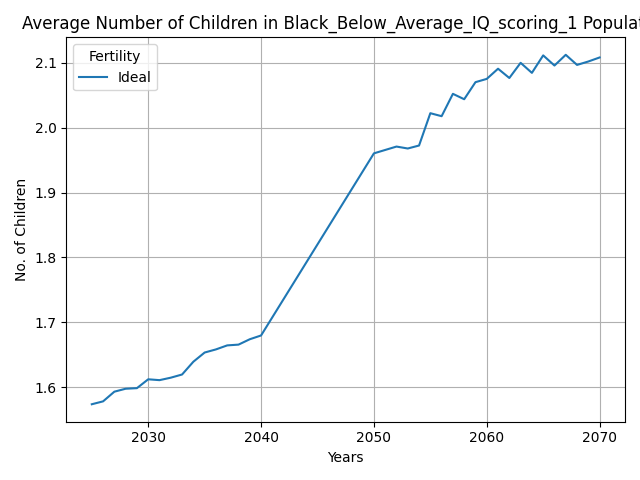 Average Number of Children in Black_Below_Average_IQ_scoring_1
Fertility
Ideal
No. of Children
2.1
2.0
1.9
1.8
1.7
1.6
2030 2040 2050 2060 2070
Years